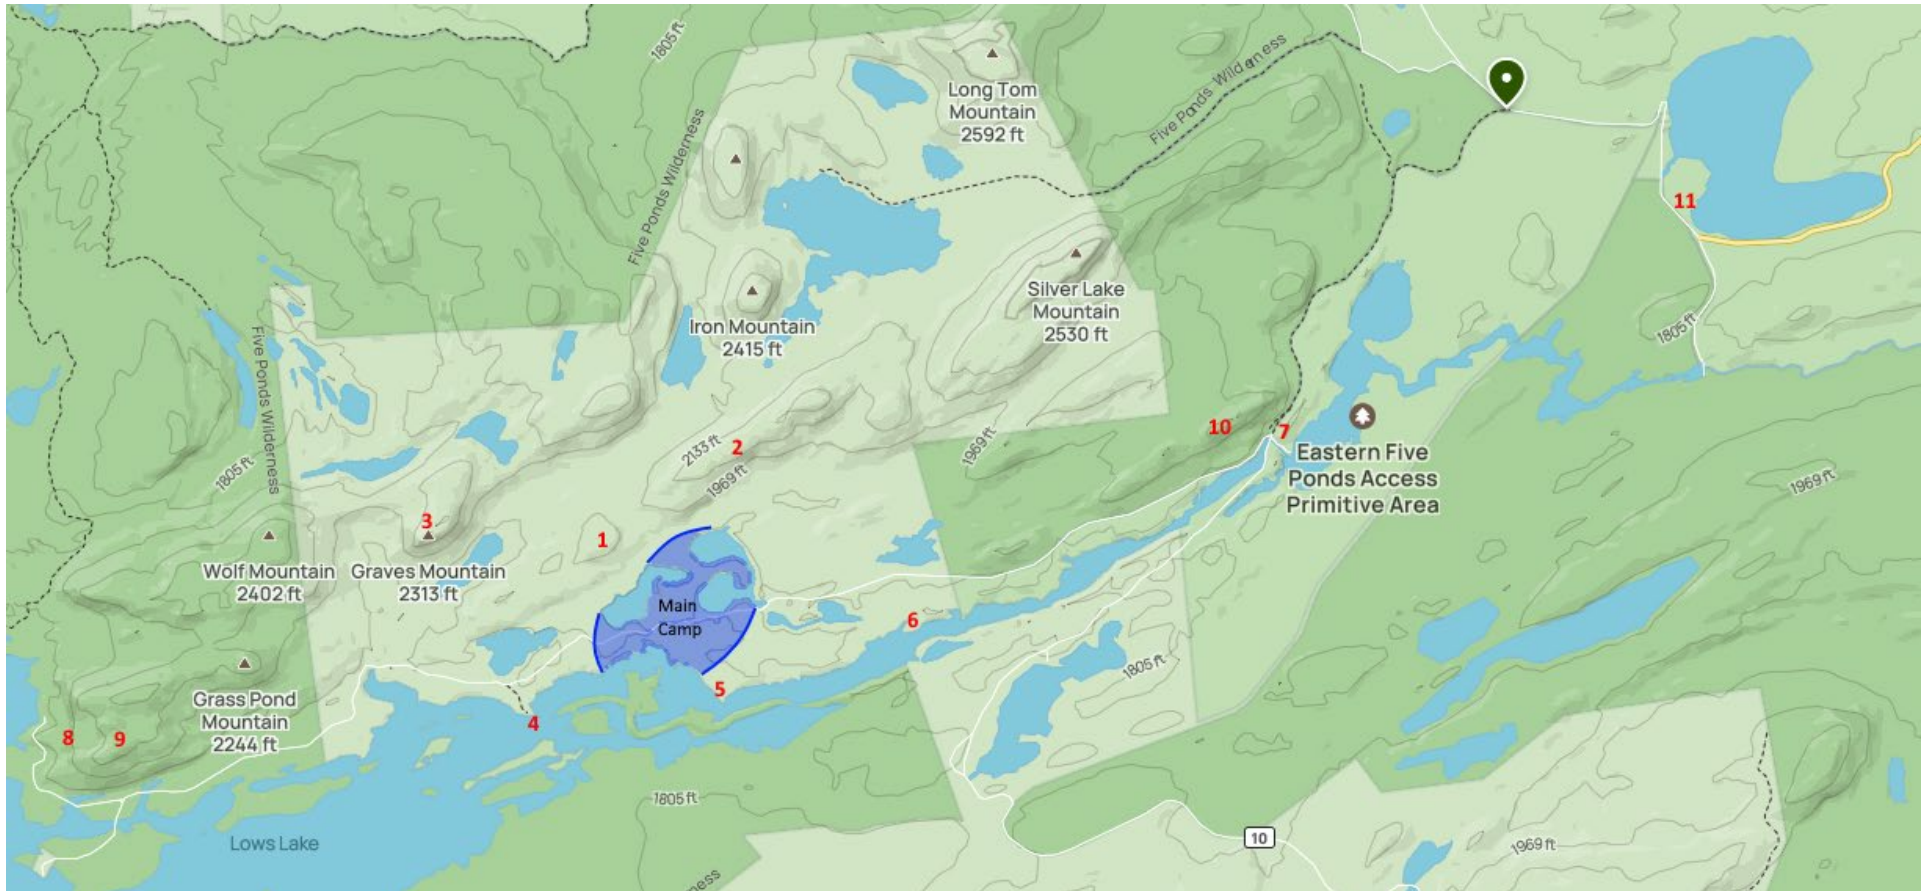 1805 ft
Long Tom
Mountain
2592 ft
Five Ponds Wilderness
Five Ponds Wilderness
11
Silver Lake
Mountain
2530 ft
Iron Mountain
2415 ft
1805 ft
Five Ponds Wilderness
10
7
2
2133 ft
1969 ft
1969 ft
Eastern Five
Ponds Access
Primitive Area
1805 ft
1969 ft
3
1
Wolf Mountain
2402 ft
Graves Mountain
2313 ft
Main
Camp
6
1805 ft
5
4
Grass Pond
Mountain
2244 ft
8
9
1805 ft
10
Lows Lake
1969 ft